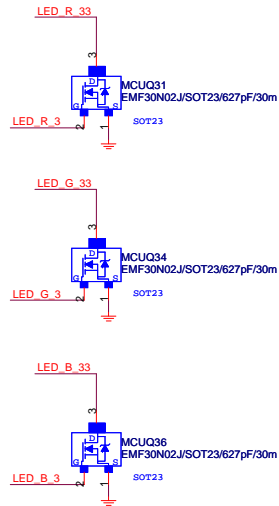 LED_R_33
3
D
MCUQ31
EMF30N02J/SOT23/627pF/30m
G
S
LED_R_3
2
1
SOT23
LED_G_33
3
D
MCUQ34
EMF30N02J/SOT23/627pF/30m
G
S
LED_G_3
2
1
SOT23
LED_B_33
3
D
MCUQ36
EMF30N02J/SOT23/627pF/30m
G
S
LED_B_3
2
1
SOT23